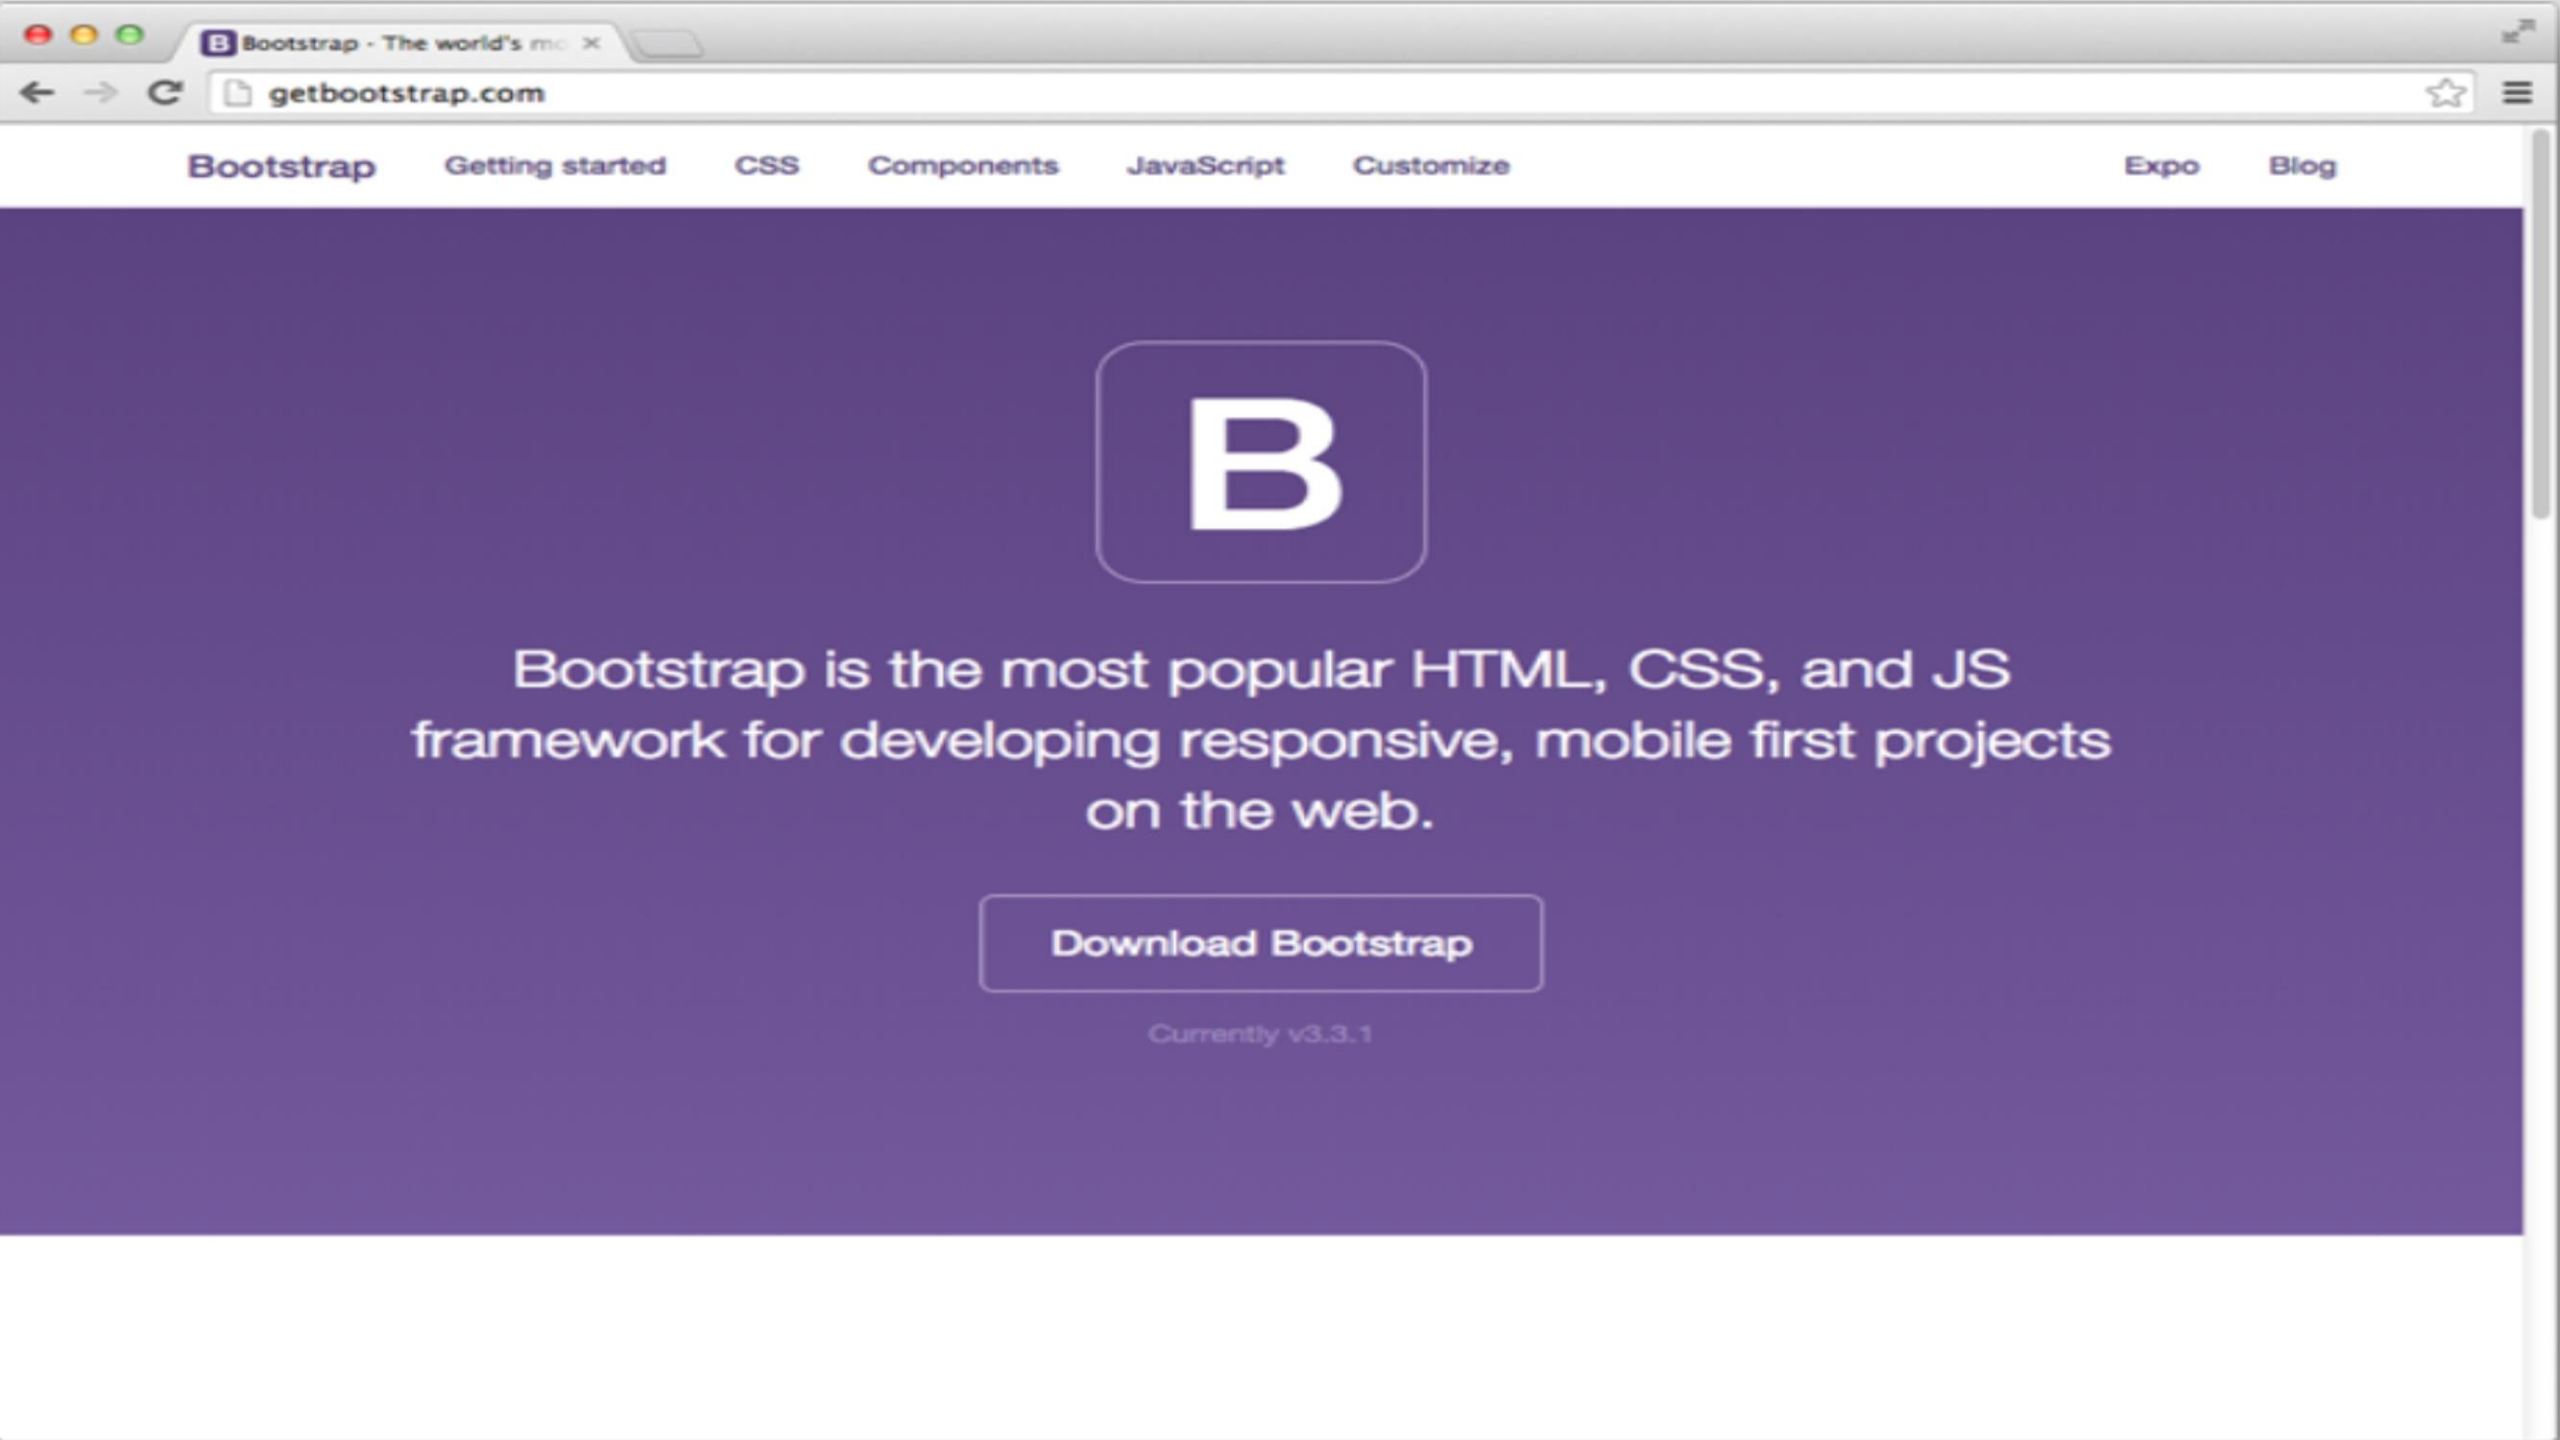 Bootstrap - The world's mo
getbootstrap.com
Bootstrap Getting started CSS Components JavaScript Customize Expo Blog
B
Bootstrap is the most popular HTML, CSS, and JS
framework for developing responsive, mobile first projects
on the web.
Download Bootstrap
Currently v3.3.1